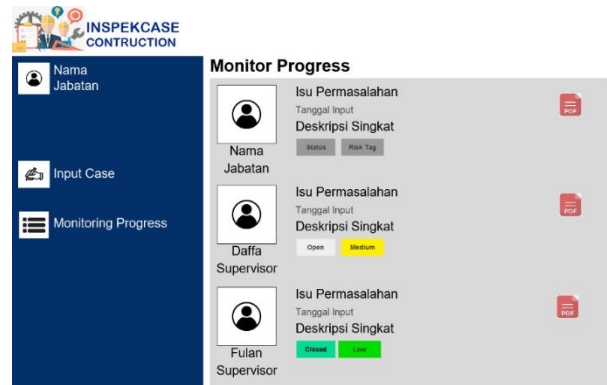 INSPEKCASE
CONTRUCTION
Nama
Jabatan
Input Case
Monitoring Progress
Monitor Progress
Isu Permasalahan
Tanggal Input
Deskripsi Singkat
Status Risk Tag
Nama
Jabatan
PDF
Isu Permasalahan
Tanggal Input
Deskripsi Singkat
Open Medium
Daffa
Supervisor
PDF
Isu Permasalahan
Tanggal Input
Deskripsi Singkat
Closed Low
Fulan
Supervisor
PDF